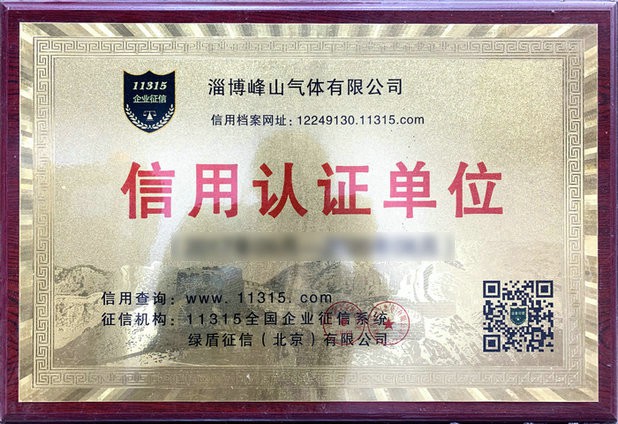 11315
企业征信
淄博峰山气体有限公司
信用档案网址:12249130.11315.com
信用认证单位
信用查询:www.11315.com
征信机构:11315全国企业征信系统
绿盾征信(北京)有限公司